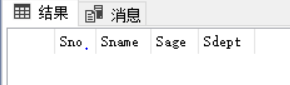 结果 消息
Sno. Sname Sage Sdept